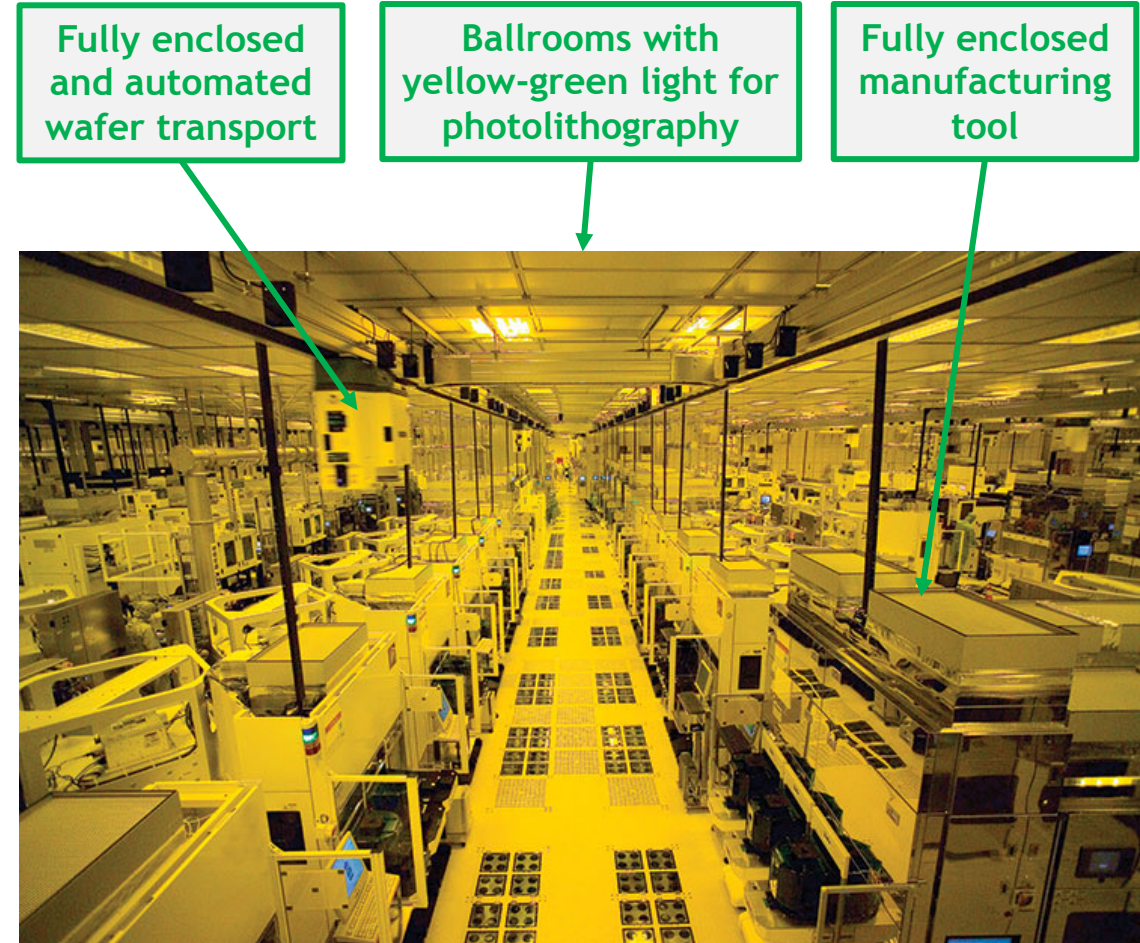 Fully enclosed
and automated
wafer transport
Ballrooms with
yellow-green light for
photolithography
Fully enclosed
manufacturing
tool